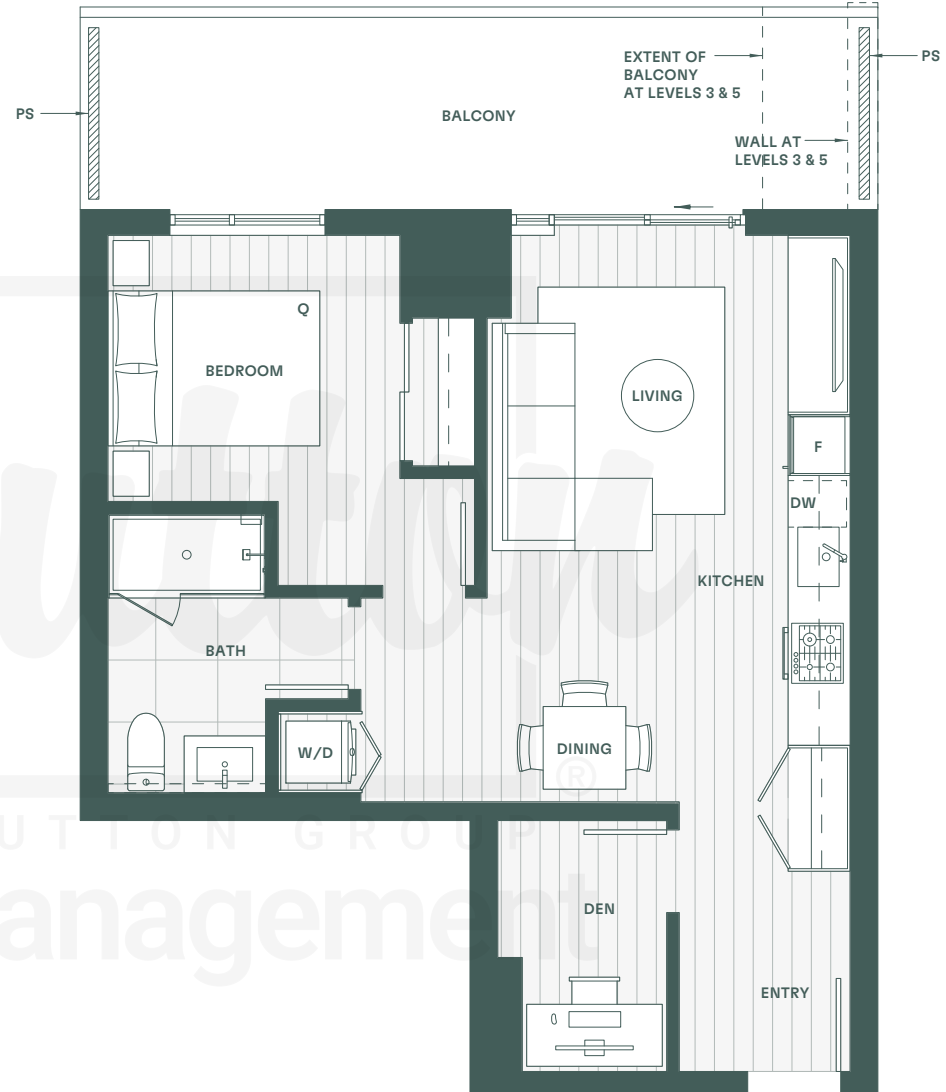 EXTENT OF
BALCONY
AT LEVELS 3 & 5
PS
PS
BALCONY
WALL AT
LEVELS 3 & 5
Q
BEDROOM
LIVING
F
DW
KITCHEN
BATH
W/D
DINING
®
UTTON GROUP
anagement
DEN
ENTRY
utton